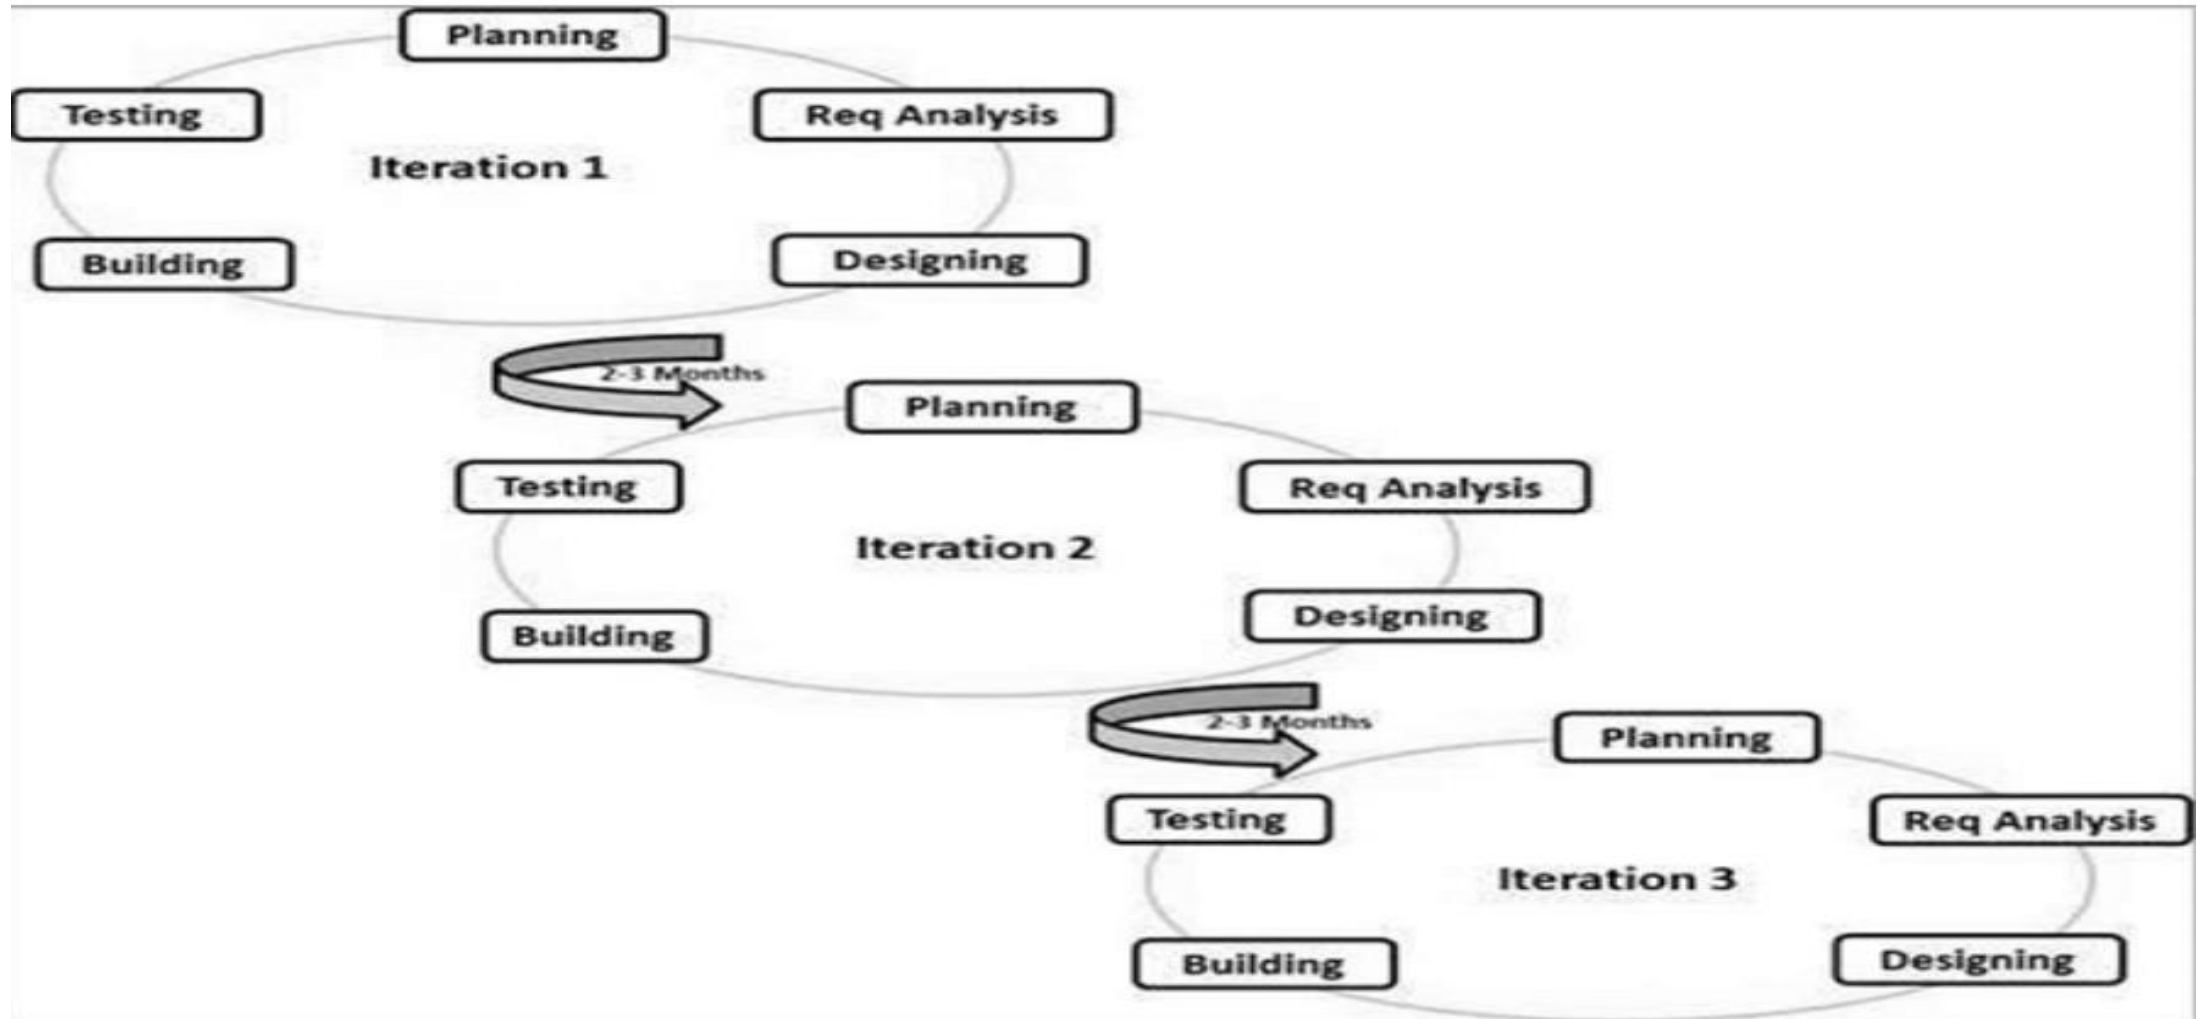 Planning
Testing
Req Analysis
Iteration 1
Building
Designing
2-3 Months
Planning
Testing
Req Analysis
Iteration 2
Building
Designing
2-3 Months
Planning
Testing
Req Analysis
Iteration 3
Building
Designing